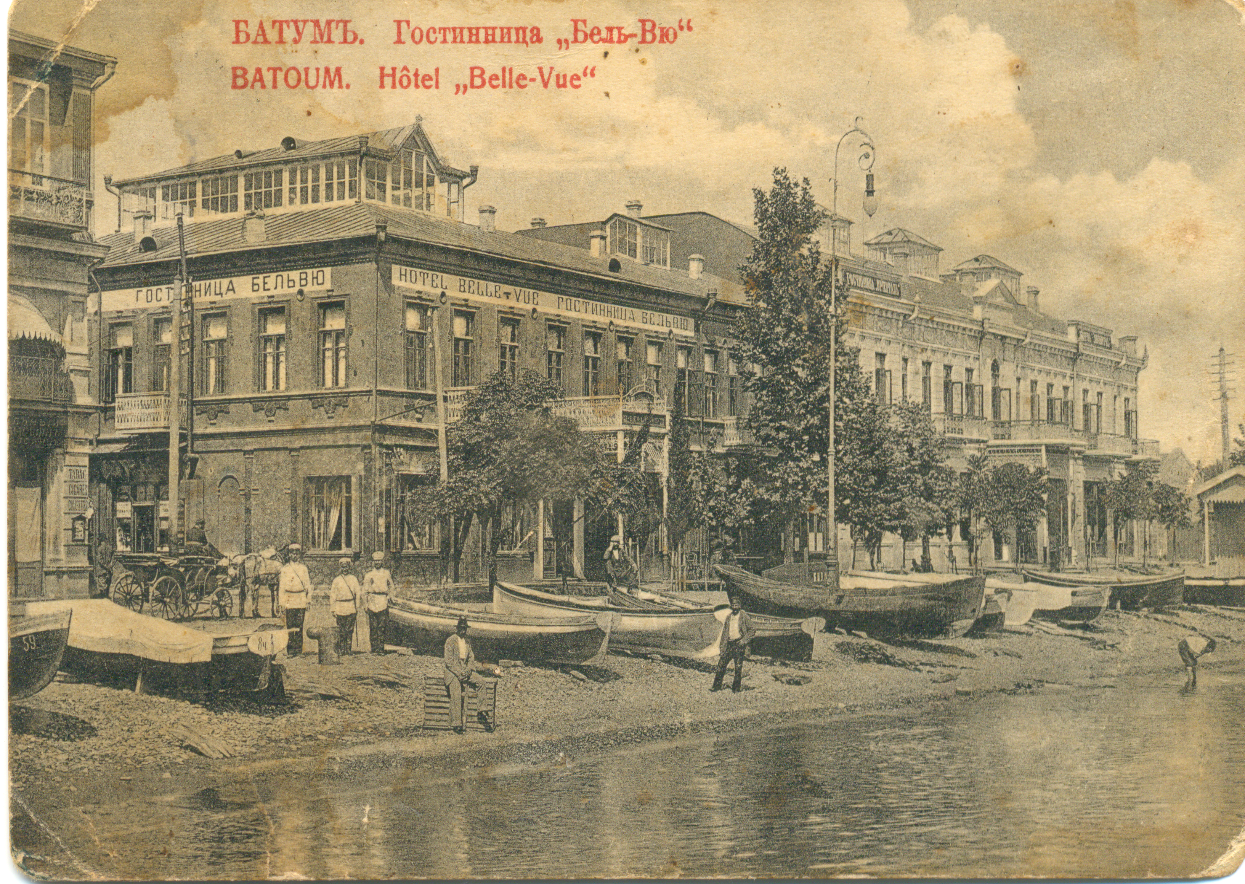 БАТУМЪ. Гостинница „Бель-Вю“
BATOUM. Hôtel „Belle-Vue“
ГОСТИННИЦА БЕЛЬВЮ
HOTEL BELLE-VUE ГОСТИННИЦА БЕЛЬВЮ
59.